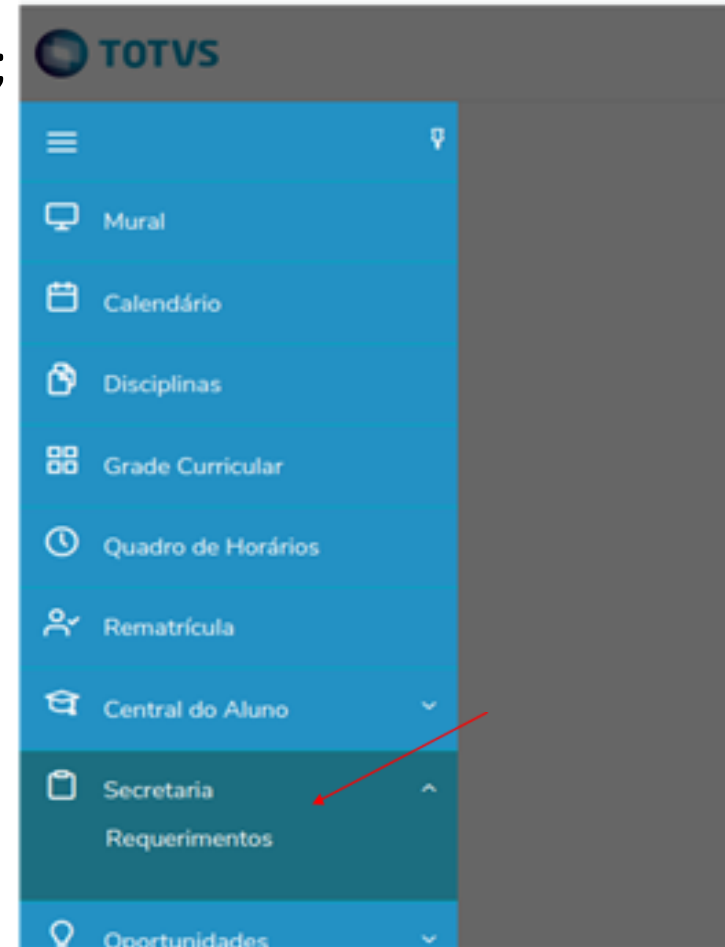 ;
TOTVS
Mural
Calendário
Disciplinas
Grade Curricular
Quadro de Horários
Rematrícula
Central do Aluno
Secretaria
Requerimentos
Oportunidades